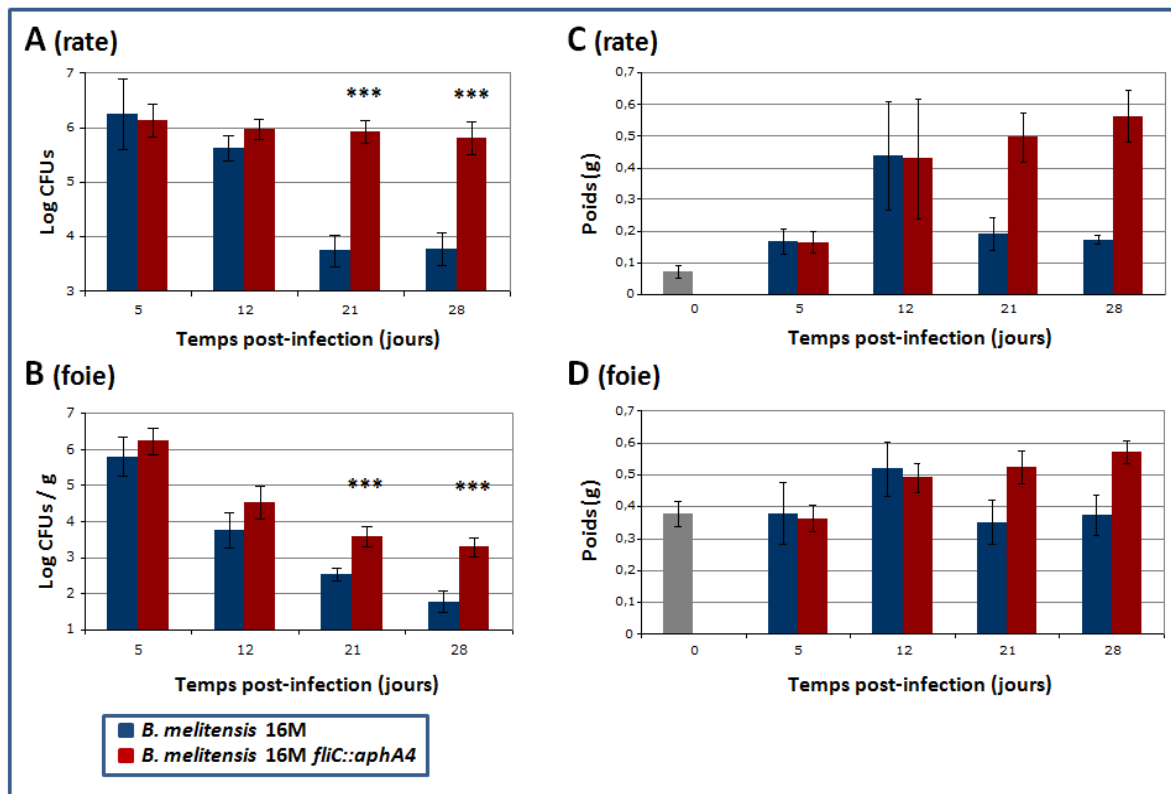 A (rate)
7
6
5
4
3
Log CFUs
***
***
5 12 21 28
Temps post-infection (jours)
B (foie)
7
6
5
4
3
2
1
Log CFUs / g
***
***
5 12 21 28
Temps post-infection (jours)
C (rate)
0,7
0,6
0,5
0,4
0,3
0,2
0,1
0
Poids (g)
0 5 12 21 28
Temps post-infection (jours)
D (foie)
0,7
0,6
0,5
0,4
0,3
0,2
0,1
0
Poids (g)
0 5 12 21 28
Temps post-infection (jours)
B. melitensis 16M
B. melitensis 16M fliC::aphA4